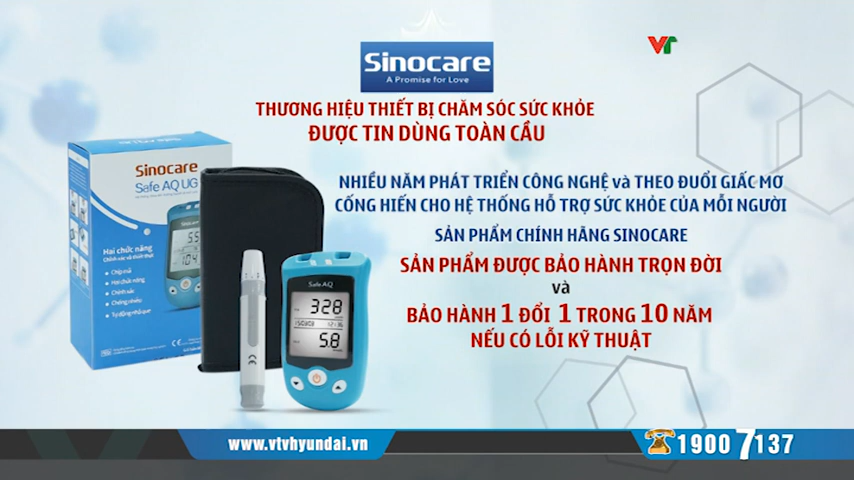 VT
Sinocare
A Promise for Love
THƯƠNG HIỆU THIẾT BỊ CHĂM SÓC SỨC KHỎE
ĐƯỢC TIN DÙNG TOÀN CẦU
NHIỀU NĂM PHÁT TRIỂN CÔNG NGHỆ và THEO ĐUỔI GIẤC MƠ
CỐNG HIẾN CHO HỆ THỐNG HỖ TRỢ SỨC KHỎE CỦA MỖI NGƯỜI
SẢN PHẨM CHÍNH HÃNG SINOCARE
SẢN PHẨM ĐƯỢC BẢO HÀNH TRỌN ĐỜI
và
BẢO HÀNH 1 ĐỔI 1 TRONG 10 NĂM
NẾU CÓ LỖI KỸ THUẬT
Sinocare
Safe AQ UG
Hai chức năng
Chính xác
CE
Safe AQ
328
5.8
www.vtvhyundai.vn
1900 7137